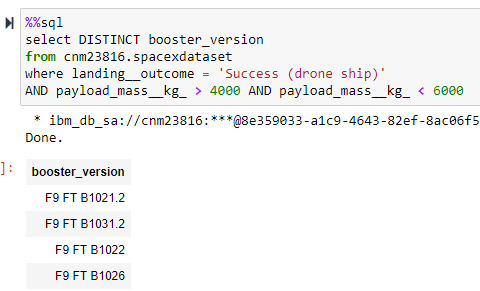 %%sql
select DISTINCT booster_version
from cnm23816.spacexdataset
where landing__outcome = 'Success (drone ship)'
AND payload_mass__kg_ > 4000 AND payload_mass__kg_ < 6000
* ibm_db_sa://cnm23816:***@8e359033-a1c9-4643-82ef-8ac06f5
Done.
]:
booster_version
F9 FT B1021.2
F9 FT B1031.2
F9 FT B1022
F9 FT B1026